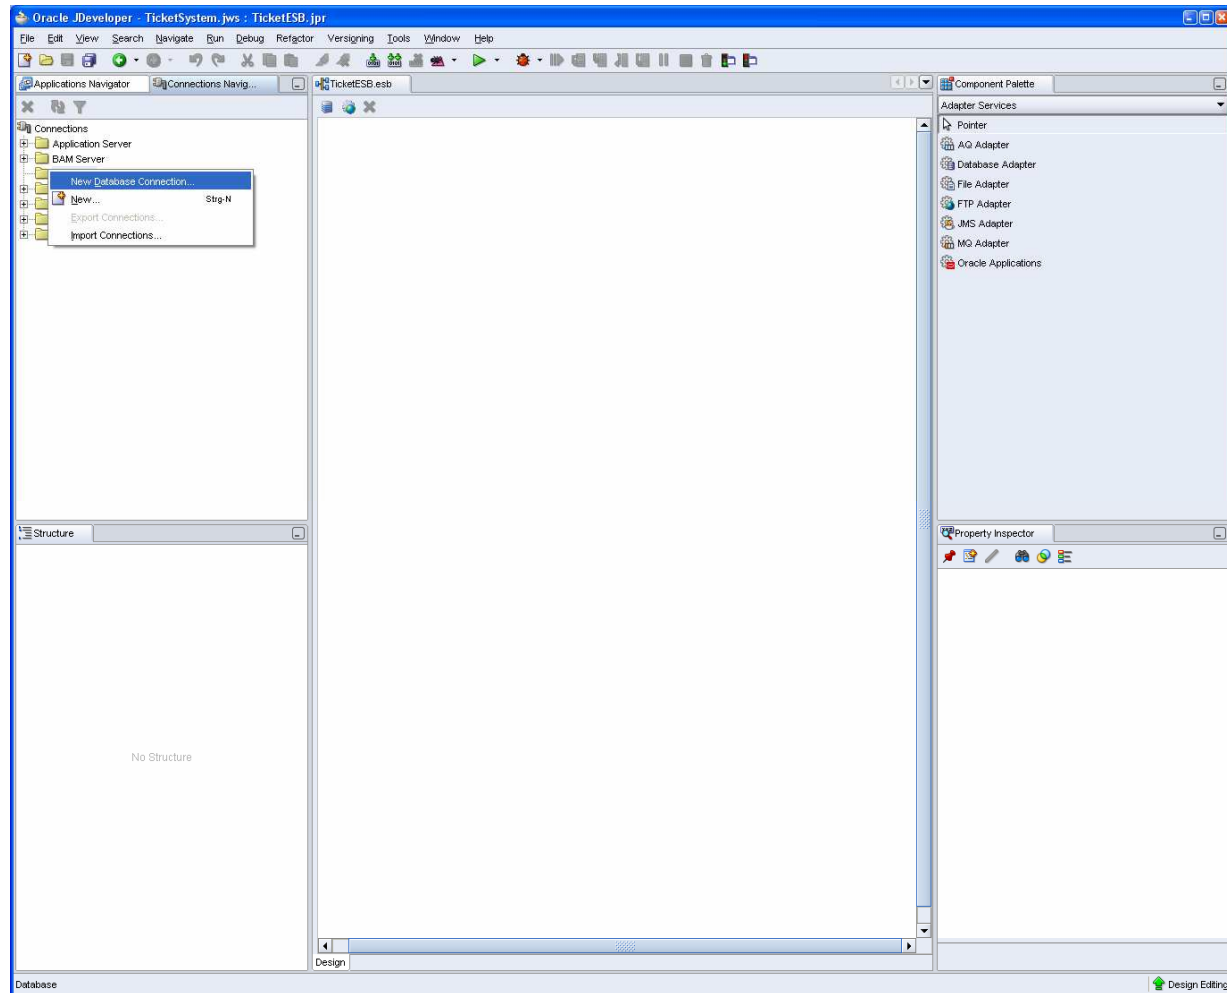 Oracle JDeveloper - TicketSystem.jws : TicketESB.jpr
File Edit View Search Navigate Run Debug Refactor Versigning Tools Window Help
Applications Navigator Connections Navig... TicketESB.esb Component Palette
Adapter Services
Connections
Application Server
BAM Server
New Database Connection...
New... Strg-N
Export Connections...
Import Connections...
Pointer
AQ Adapter
Database Adapter
File Adapter
FTP Adapter
JMS Adapter
MQ Adapter
Oracle Applications
Structure
Property Inspector
No Structure
Design
Database Design Editing